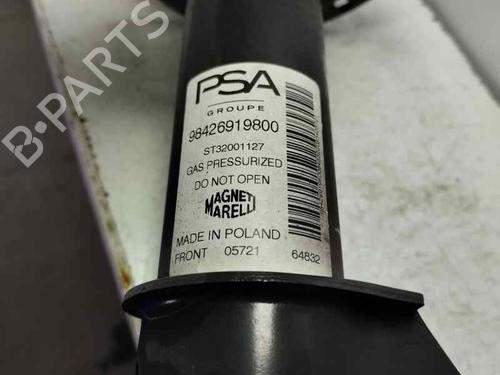 PSA
GROUPE
98426919800
ST32001127
GAS PRESSURIZED
DO NOT OPEN
MAGNETI
MARELLI
MADE IN POLAND
FRONT 05721 64832
B-PARTS